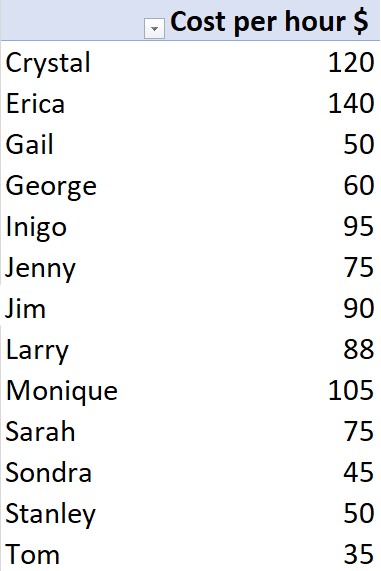 Cost per hour $
Crystal 120
Erica 140
Gail 50
George 60
Inigo 95
Jenny 75
Jim 90
Larry 88
Monique 105
Sarah 75
Sondra 45
Stanley 50
Tom 35